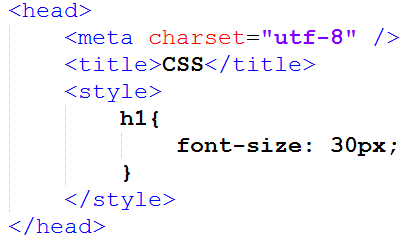 <head>
    <meta charset="utf-8" />
    <title>CSS</title>
    <style>
        h1{
            font-size: 30px;
        }
    </style>
</head>